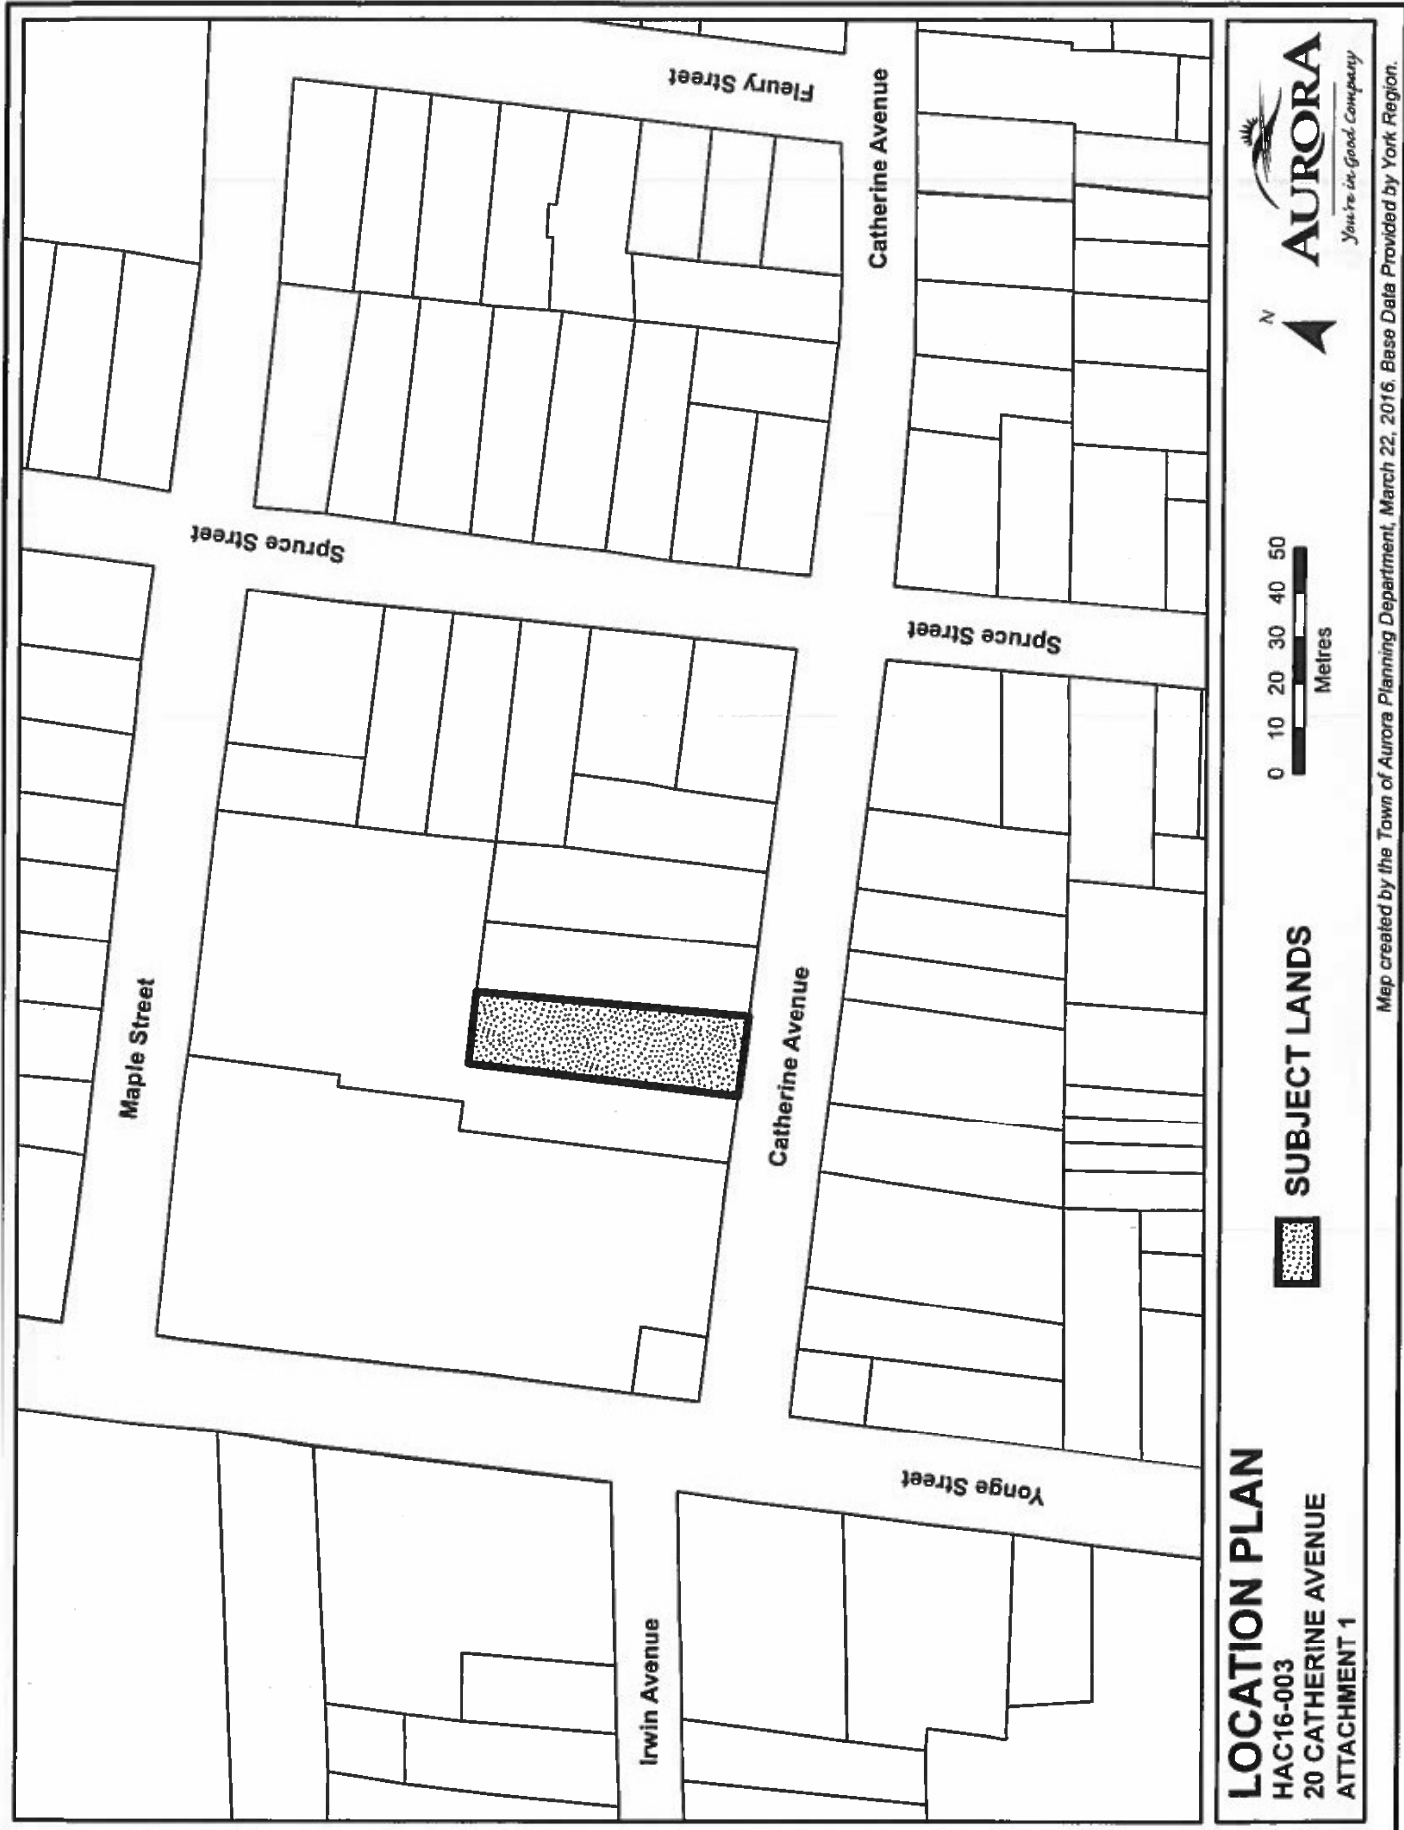 Maple Street
Spruce Street
Fleury Street
Catherine Avenue
Catherine Avenue
Spruce Street
Irwin Avenue
Yonge Street
LOCATION PLAN
HAC16-003
20 CATHERINE AVENUE
ATTACHMENT 1
SUBJECT LANDS
0 10 20 30 40 50
Metres
N
AURORA
You're in Good Company
Map created by the Town of Aurora Planning Department, March 22, 2016. Base Data Provided by York Region.